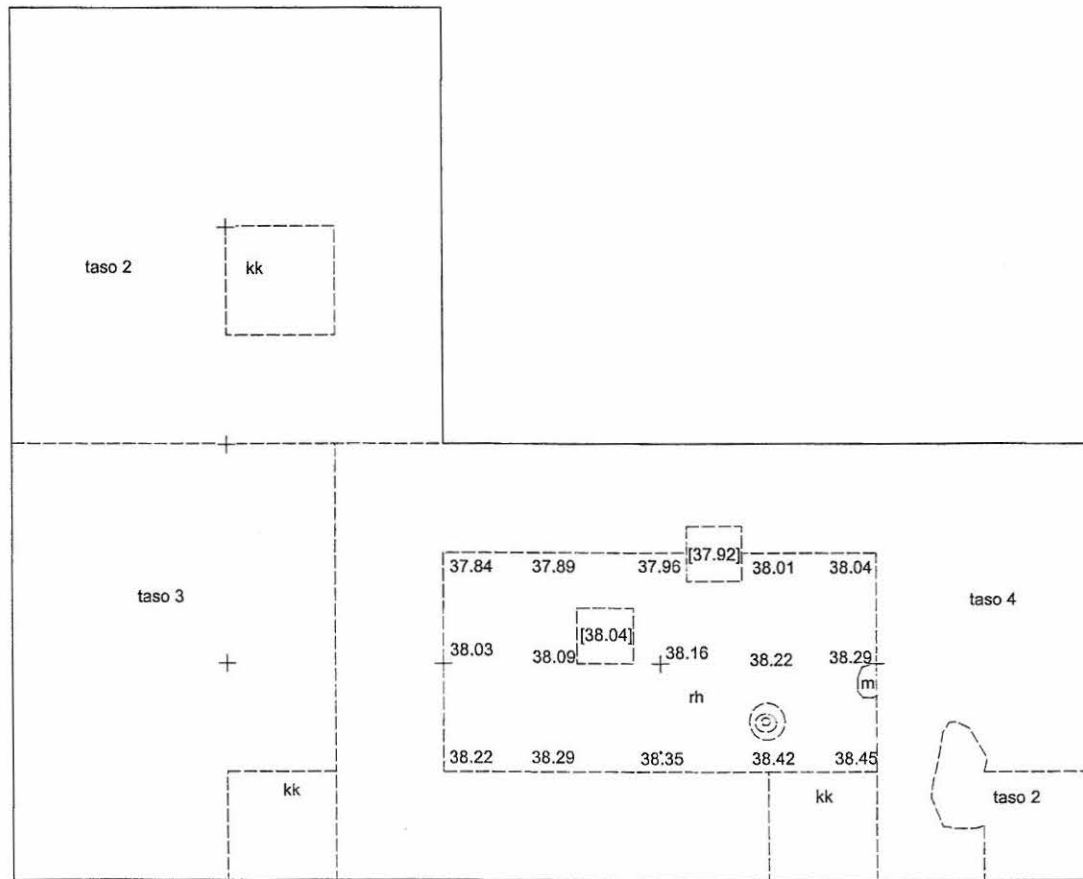 taso 2
kk
[37.92]
37.84 37.89 37.96 38.01 38.04
taso 3
taso 4
[38.04]
38.03 38.09 38.16 38.22 38.29
m
rh
38.22 38.29 38.35 38.42 38.45
kk
kk
taso 2